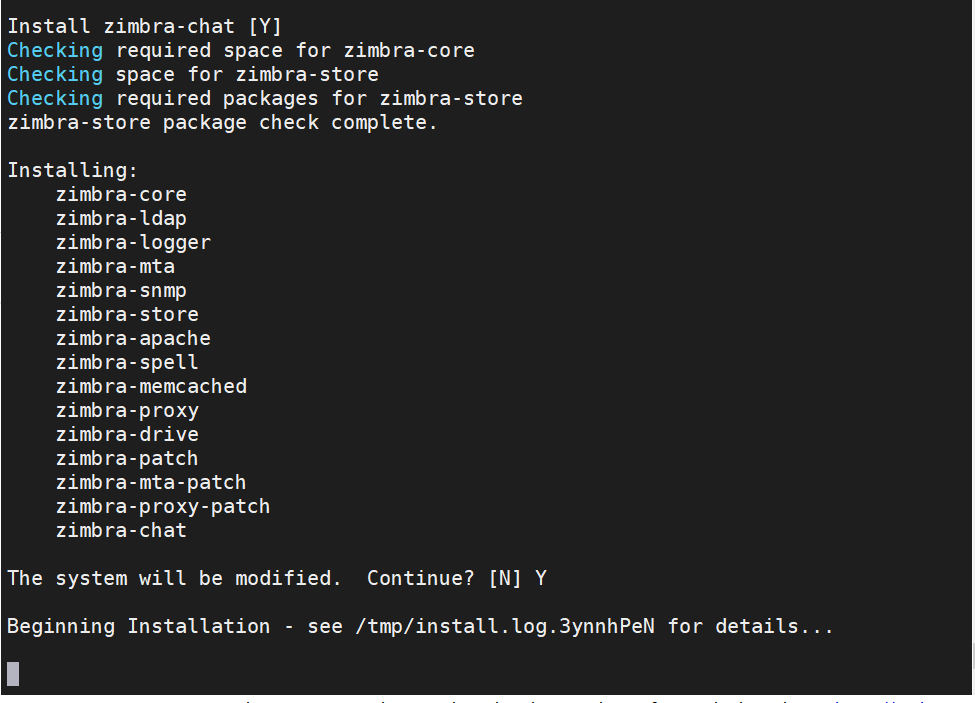 Install zimbra-chat [Y]
Checking required space for zimbra-core
Checking space for zimbra-store
Checking required packages for zimbra-store
zimbra-store package check complete.
Installing:
zimbra-core
zimbra-ldap
zimbra-logger
zimbra-mta
zimbra-snmp
zimbra-store
zimbra-apache
zimbra-spell
zimbra-memcached
zimbra-proxy
zimbra-drive
zimbra-patch
zimbra-mta-patch
zimbra-proxy-patch
zimbra-chat
The system will be modified.  Continue? [N] Y
Beginning Installation - see /tmp/install.log.3ynnhPeN for details...